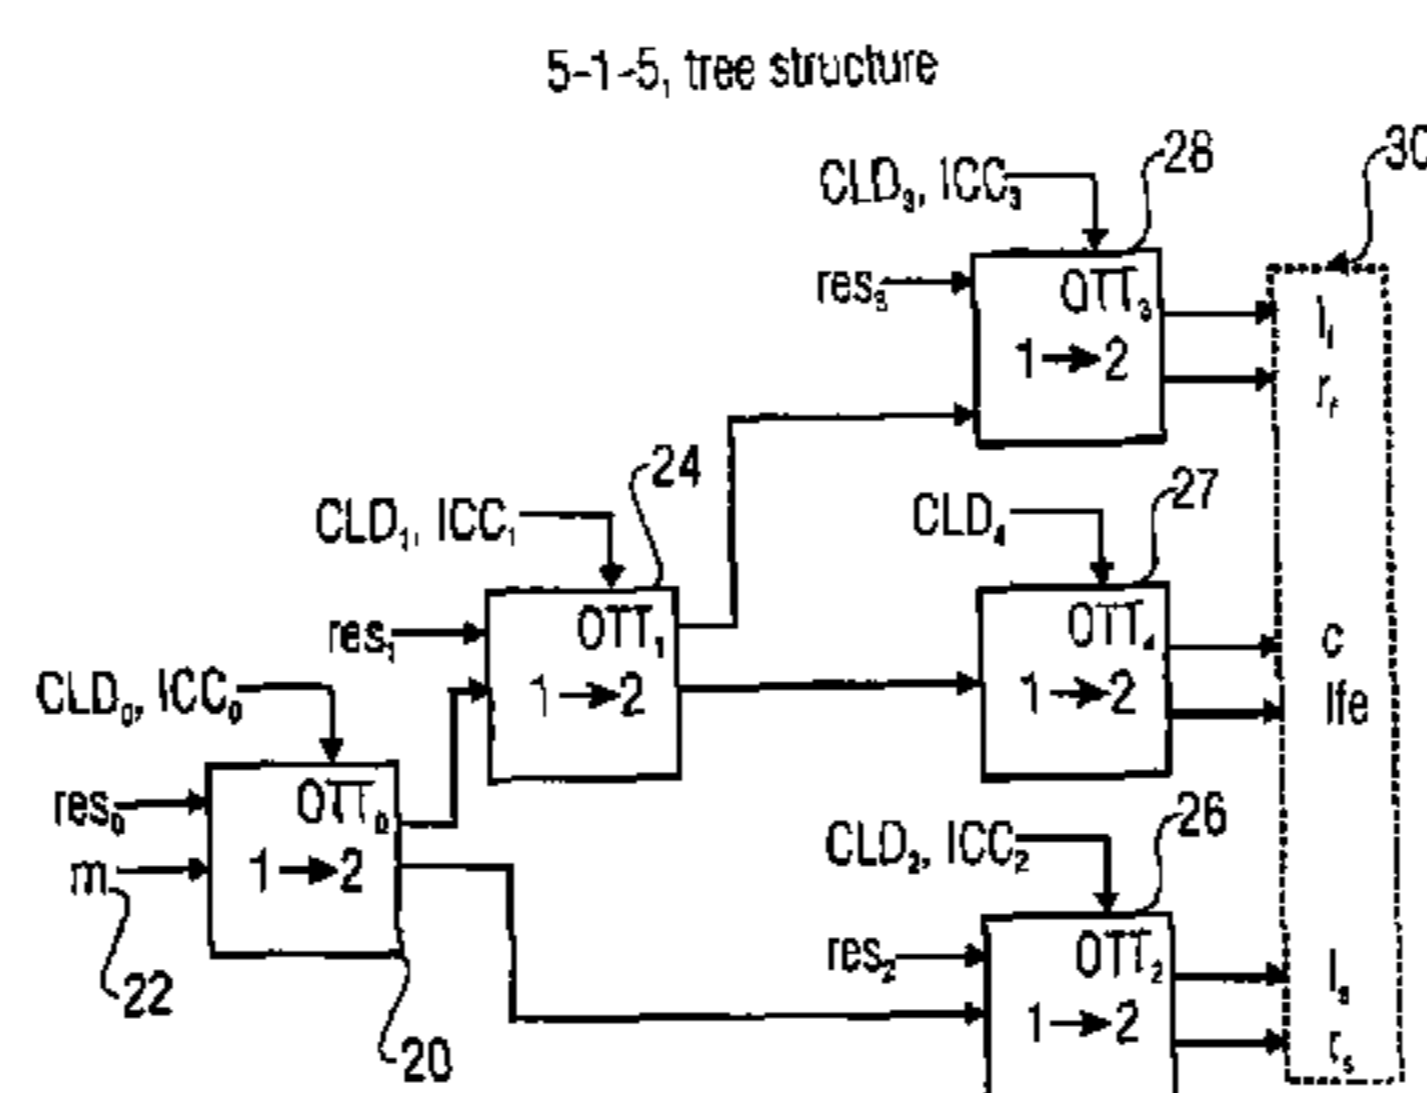 5-1-5₁ tree structure
28
30
CLD₃, ICC₃
res₃
OTT₃
1→2
lf
rf
24
27
CLD₁, ICC₁
CLD₄
res₁
OTT₁
1→2
OTT₄
1→2
c
lfe
CLD₀, ICC₀
26
res₀
OTT₀
1→2
m
CLD₂, ICC₂
res₂
OTT₂
1→2
lₛ
rₛ
22
20